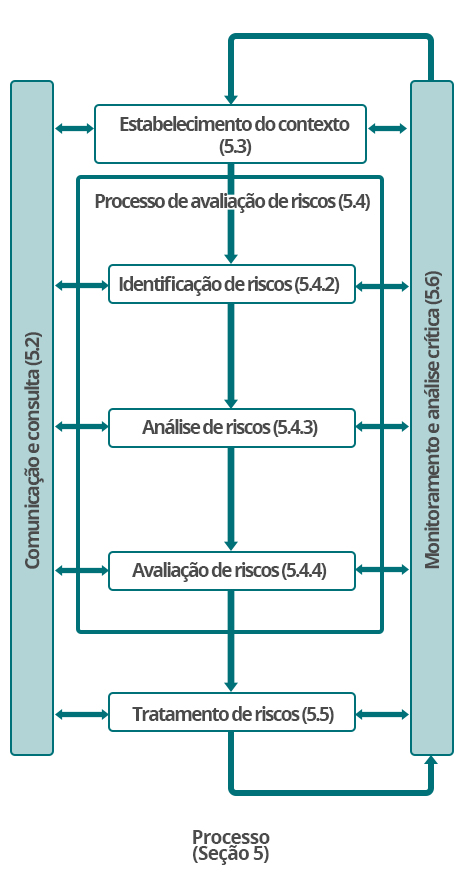 Estabelecimento do contexto
(5.3)
Processo de avaliação de riscos (5.4)
Identificação de riscos (5.4.2)
Análise de riscos (5.4.3)
Avaliação de riscos (5.4.4)
Tratamento de riscos (5.5)
Comunicação e consulta (5.2)
Monitoramento e análise crítica (5.6)
Processo
(Seção 5)